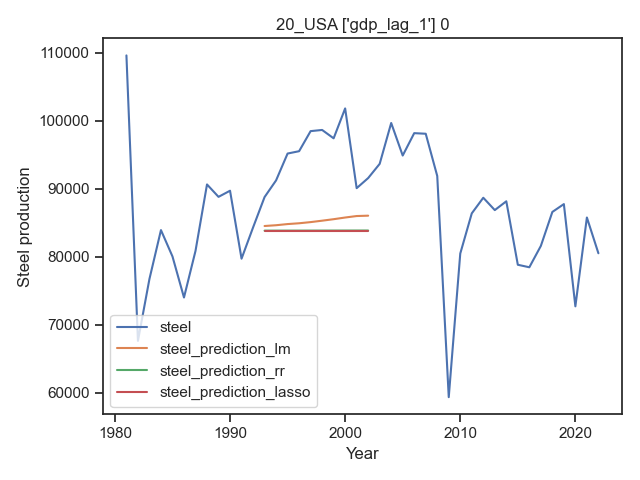 20_USA ['gdp_lag_1'] 0
110000
100000
90000
80000
70000
60000
Steel production
steel
steel_prediction_lm
steel_prediction_rr
steel_prediction_lasso
1980
1990
2000
2010
2020
Year